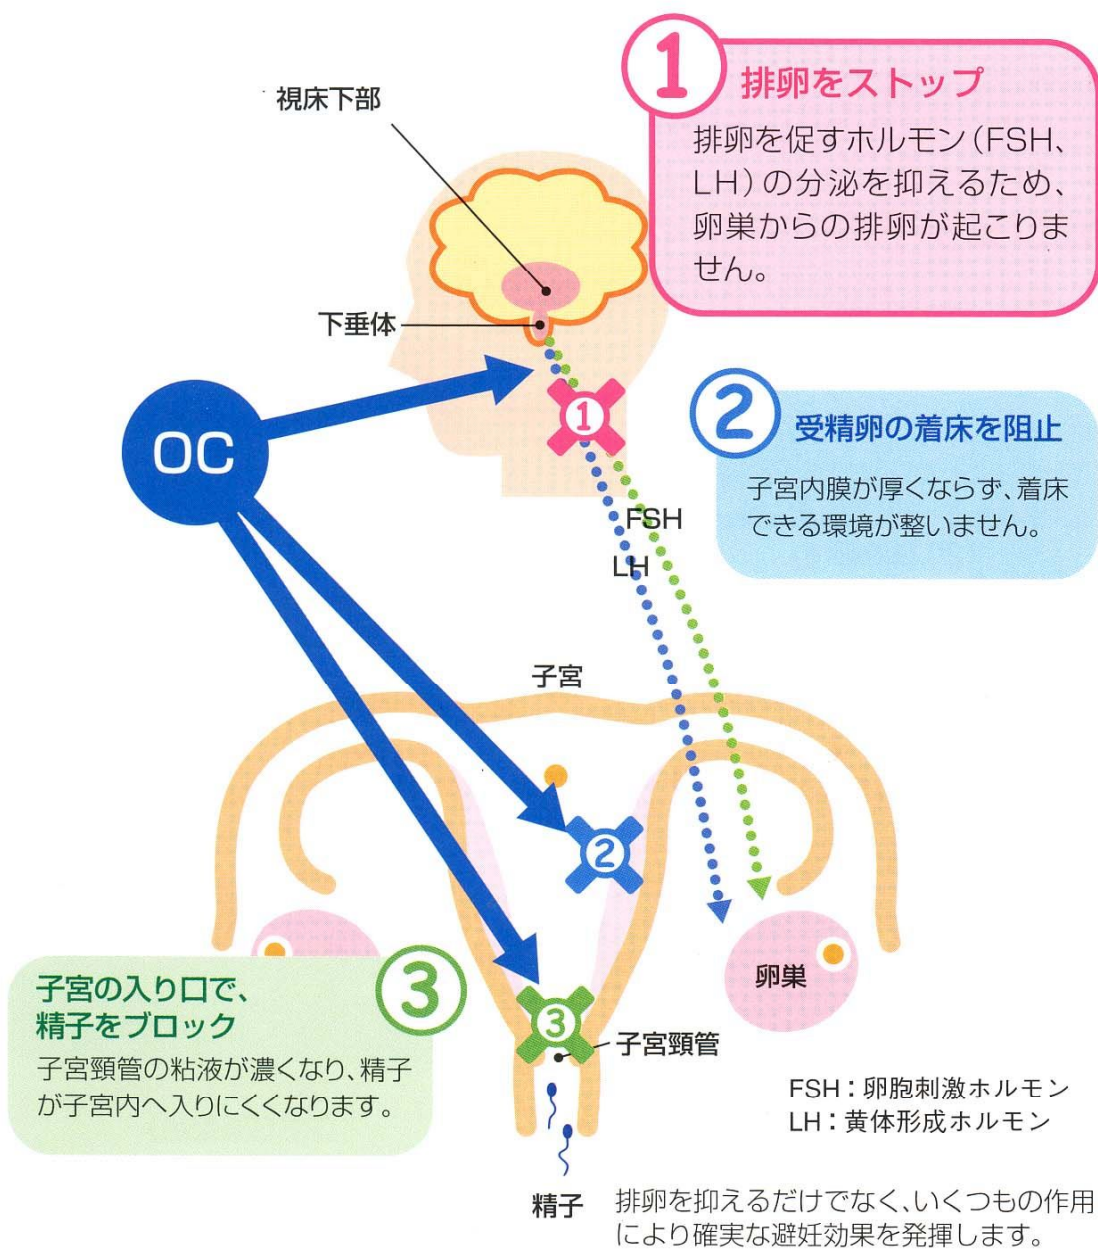 ①
排卵をストップ
排卵を促すホルモン(FSH、
LH)の分泌を抑えるため、
卵巣からの排卵が起こりま
せん。
視床下部
下垂体
OC
①
②
受精卵の着床を阻止
子宮内膜が厚くならず、着床
できる環境が整いません。
FSH
LH
子宮
②
卵巣
③
子宮の入り口で、
精子をブロック
子宮頸管の粘液が濃くなり、精子
が子宮内へ入りにくくなります。
③
子宮頸管
FSH:卵胞刺激ホルモン
LH:黄体形成ホルモン
精子
排卵を抑えるだけでなく、いくつもの作用
により確実な避妊効果を発揮します。